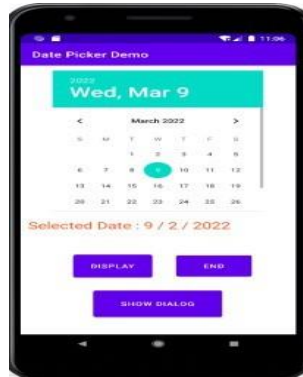 11:06
Date Picker Demo
2022
Wed, Mar 9
< March 2022 >
S M T W T F S
1 2 3 4 5
6 7 8 9 10 11 12
13 14 15 16 17 18 19
20 21 22 23 24 25 26
Selected Date : 9 / 2 / 2022
DISPLAY END
SHOW DIALOG